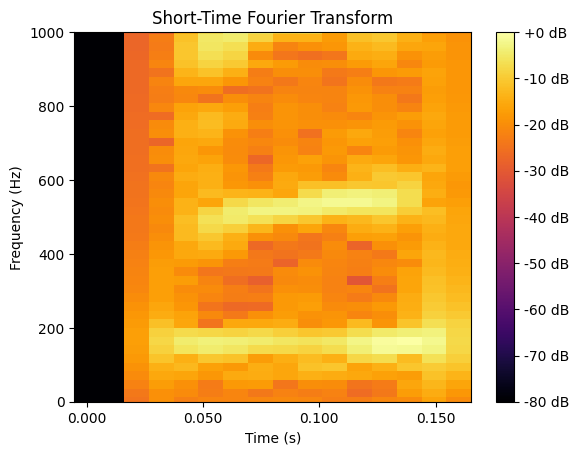 Short-Time Fourier Transform
1000
800
600
400
200
0
Frequency (Hz)
0.000
0.050
0.100
0.150
Time (s)
+0 dB
-10 dB
-20 dB
-30 dB
-40 dB
-50 dB
-60 dB
-70 dB
-80 dB